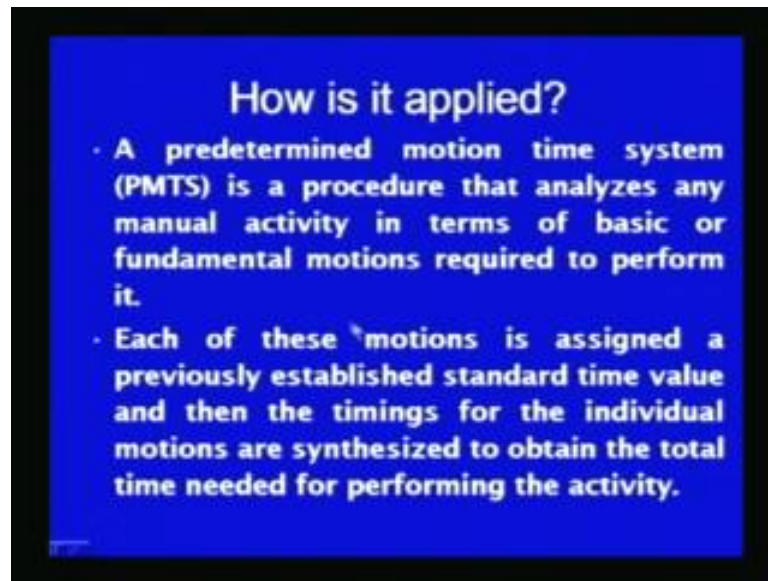 How is it applied?
· A predetermined motion time system
(PMTS) is a procedure that analyzes any
manual activity in terms of basic or
fundamental motions required to perform
it.
· Each of these motions is assigned a
previously established standard time value
and then the timings for the individual
motions are synthesized to obtain the total
time needed for performing the activity.